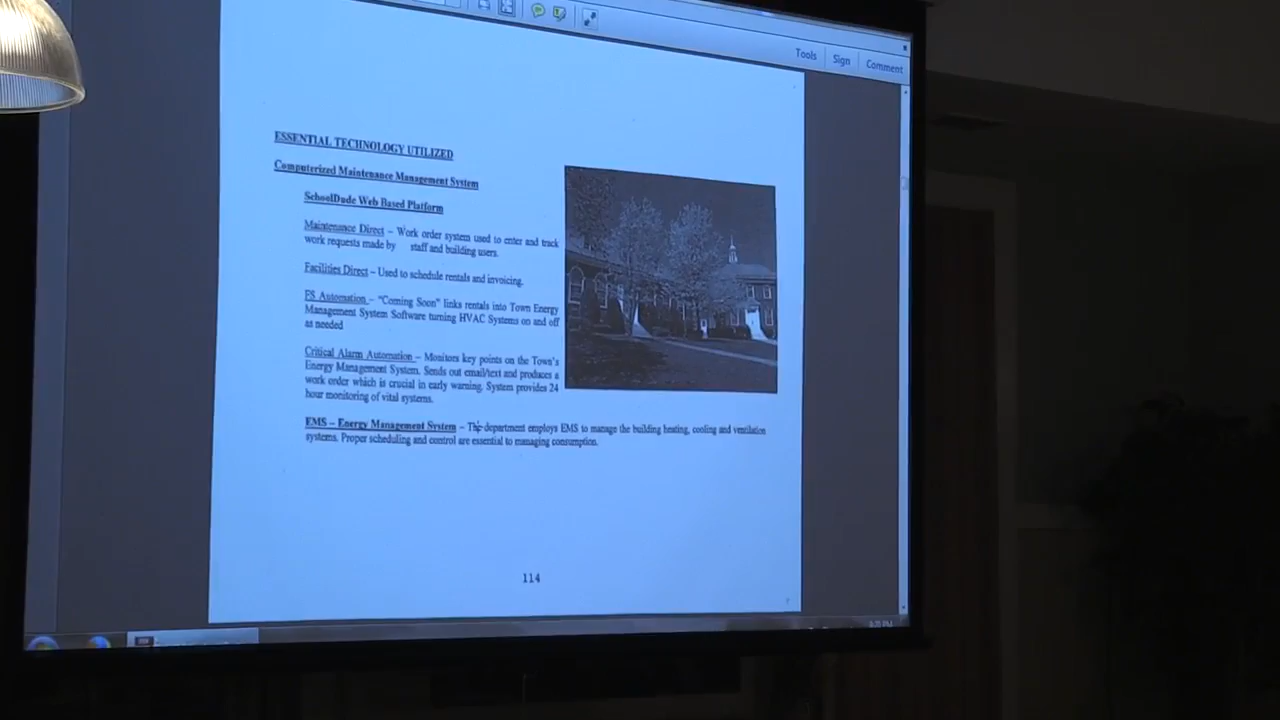 Tools Sign Comment
ESSENTIAL TECHNOLOGY UTILIZED
Computerized Maintenance Management System
SchoolDude Web Based Platform
Maintenance Direct – Work order system used to enter and track
work requests made by staff and building users.
Facilities Direct – Used to schedule rentals and invoicing.
FS Automation – "Coming Soon" links rentals into Town Energy
Management System Software turning HVAC Systems on and off
as needed
Critical Alarm Automation – Monitors key points on the Town's
Energy Management System. Sends out email/text and produces a
work order which is crucial in early warning. System provides 24
hour monitoring of vital systems.
EMS – Energy Management System – The department employs EMS to manage the building heating, cooling and ventilation
systems. Proper scheduling and control are essential to managing consumption.
114